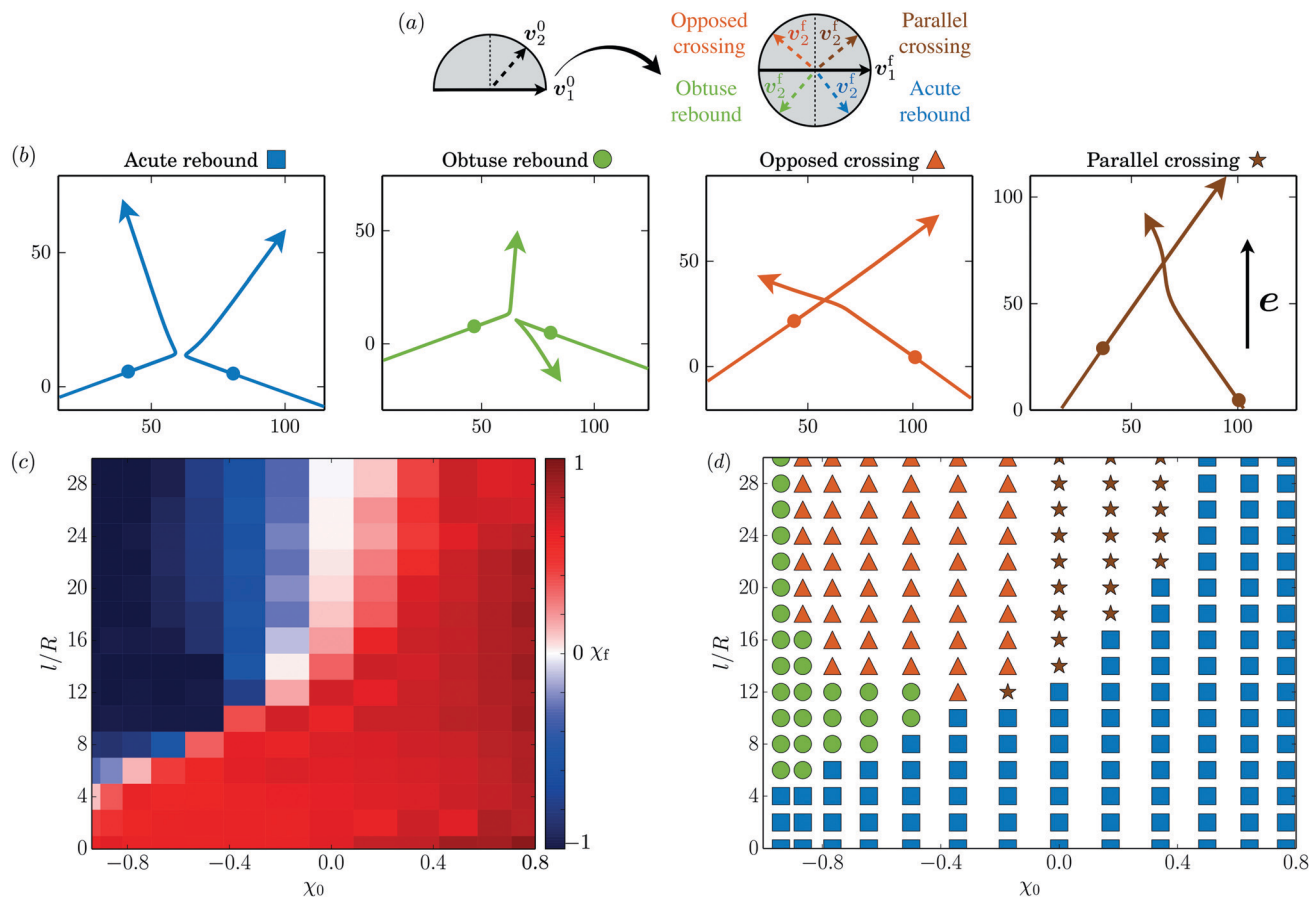 (a)
v₂⁰
v₁⁰
Opposed
crossing
Obtuse
rebound
v₂ᶠ v₂ᶠ
v₂ᶠ v₂ᶠ
v₁ᶠ
Parallel
crossing
Acute
rebound
(b)
Acute rebound
50
0
50 100
Obtuse rebound
50
0
50 100
Opposed crossing
50
0
50 100
Parallel crossing
100
50
0
50 100
e
(c)
28
24
20
16
12
8
4
0
l/R
−0.8 −0.4 0.0 0.4 0.8
χ₀
1
0 χf
−1
(d)
28
24
20
16
12
8
4
0
l/R
−0.8 −0.4 0.0 0.4 0.8
χ₀